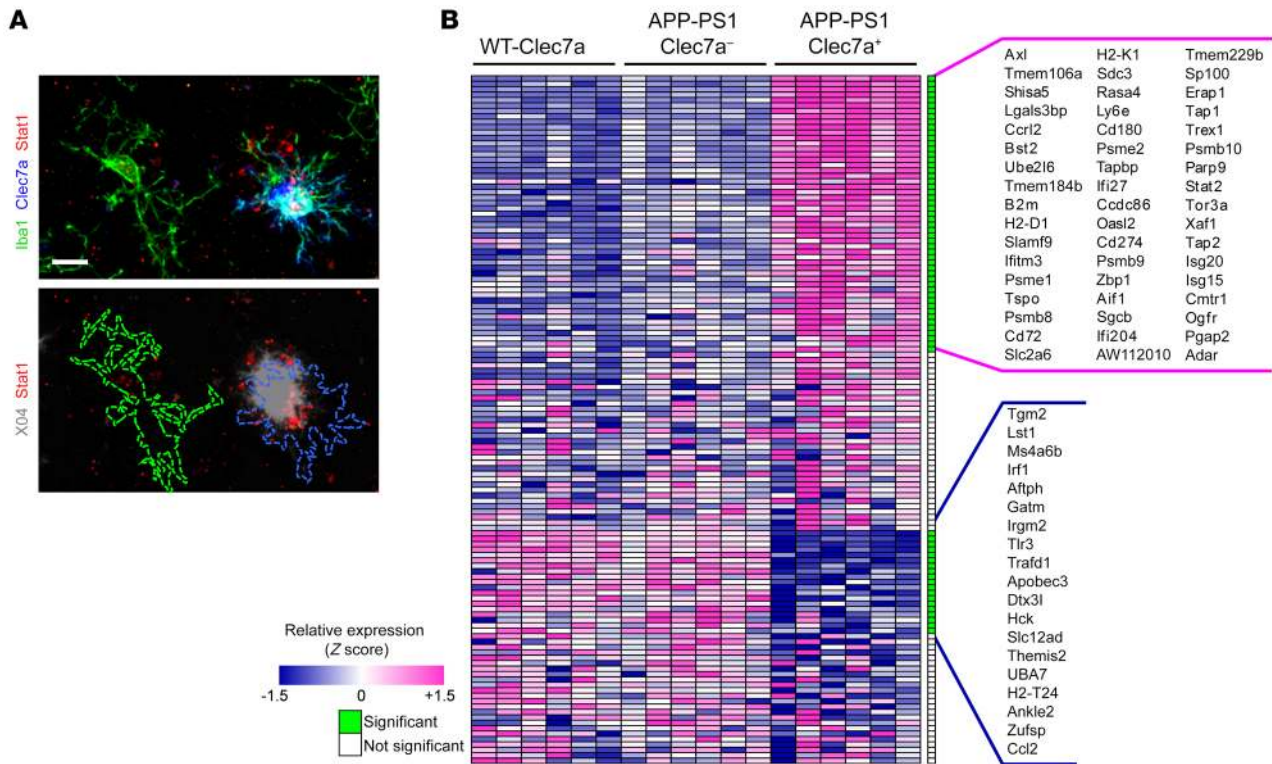 A
Iba1 Clec7a Stat1
X04 Stat1
B
WT-Clec7a
APP-PS1
Clec7a⁻
APP-PS1
Clec7a⁺
Axl H2-K1 Tmem229b
Tmem106a Sdc3 Sp100
Shisa5 Rasa4 Erap1
Lgals3bp Ly6e Tap1
Ccrl2 Cd180 Trex1
Bst2 Psme2 Psmb10
Ube2l6 Tapbp Parp9
Tmem184b Ifi27 Stat2
B2m Ccdc86 Tor3a
H2-D1 Oasl2 Xaf1
Slamf9 Cd274 Tap2
Ifitm3 Psmb9 Isg20
Psme1 Zbp1 Isg15
Tspo Aif1 Cmtr1
Psmb8 Sgcb Ogfr
Cd72 Ifi204 Pgap2
Slc2a6 AW112010 Adar
Tgm2
Lst1
Ms4a6b
Irf1
Aftph
Gatm
Irgm2
Tlr3
Trafd1
Apobec3
Dtx3l
Hck
Slc12ad
Themis2
UBA7
H2-T24
Ankle2
Zufsp
Ccl2
Relative expression
(Z score)
-1.5 0 +1.5
Significant
Not significant